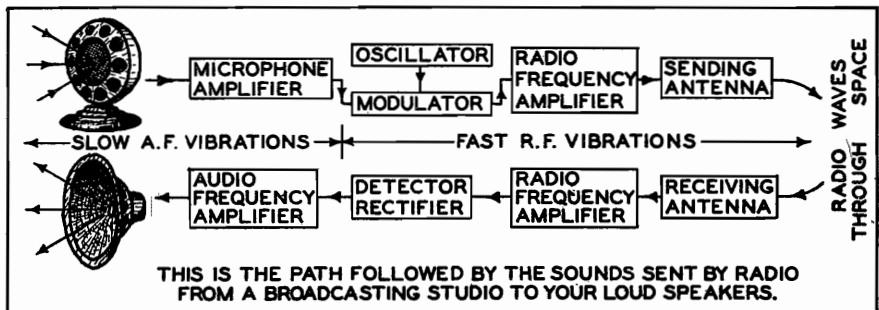 MICROPHONE
AMPLIFIER
OSCILLATOR
MODULATOR
RADIO
FREQUENCY
AMPLIFIER
SENDING
ANTENNA
RADIO WAVES
THROUGH SPACE
SLOW A.F. VIBRATIONS
FAST R.F. VIBRATIONS
AUDIO
FREQUENCY
AMPLIFIER
DETECTOR
RECTIFIER
RADIO
FREQUENCY
AMPLIFIER
RECEIVING
ANTENNA
THIS IS THE PATH FOLLOWED BY THE SOUNDS SENT BY RADIO
FROM A BROADCASTING STUDIO TO YOUR LOUD SPEAKERS.